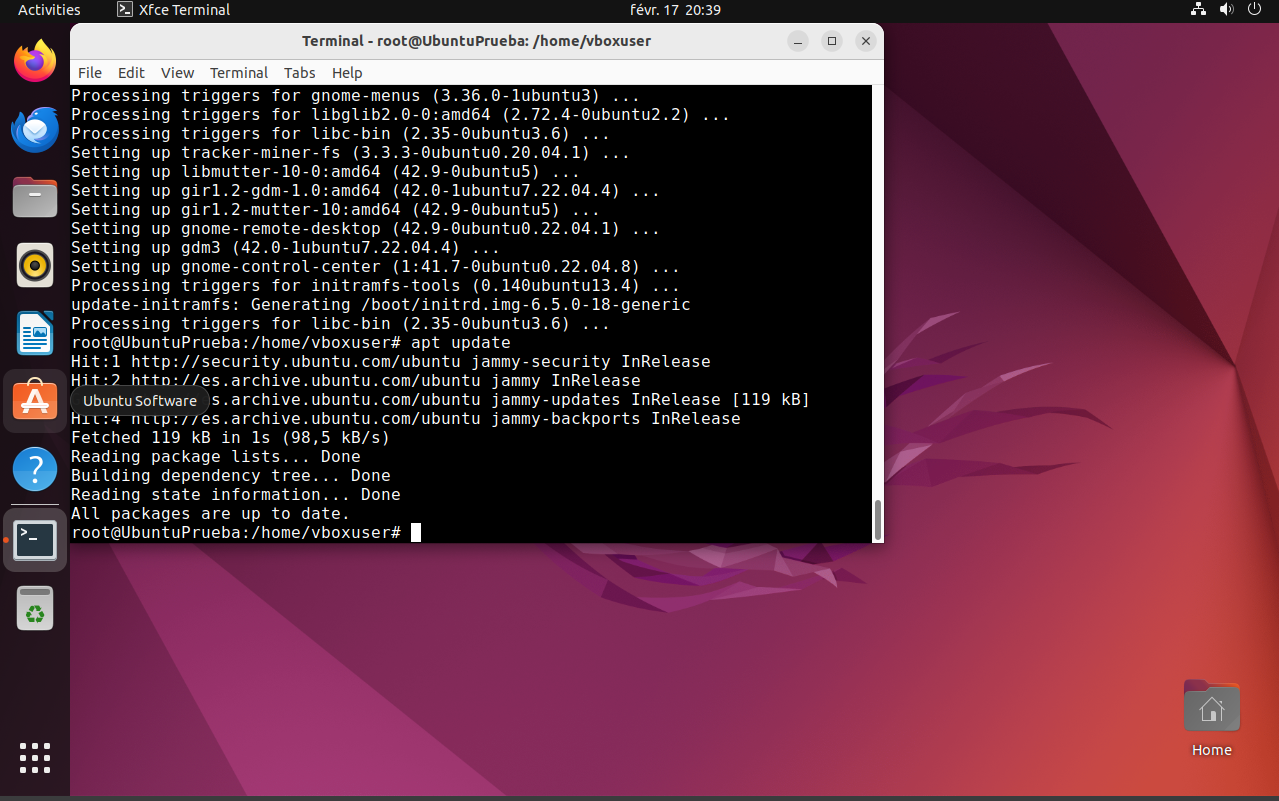 Activities
Xfce Terminal
févr. 17 20:39
Terminal - root@UbuntuPrueba: /home/vboxuser
File Edit View Terminal Tabs Help
Processing triggers for gnome-menus (3.36.0-1ubuntu3) ...
Processing triggers for libglib2.0-0:amd64 (2.72.4-0ubuntu2.2) ...
Processing triggers for libc-bin (2.35-0ubuntu3.6) ...
Setting up tracker-miner-fs (3.3.3-0ubuntu0.20.04.1) ...
Setting up libmutter-10-0:amd64 (42.9-0ubuntu5) ...
Setting up gir1.2-gdm-1.0:amd64 (42.0-1ubuntu7.22.04.4) ...
Setting up gir1.2-mutter-10:amd64 (42.9-0ubuntu5) ...
Setting up gnome-remote-desktop (42.9-0ubuntu0.22.04.1) ...
Setting up gdm3 (42.0-1ubuntu7.22.04.4) ...
Setting up gnome-control-center (1:41.7-0ubuntu0.22.04.8) ...
Processing triggers for initramfs-tools (0.140ubuntu13.4) ...
update-initramfs: Generating /boot/initrd.img-6.5.0-18-generic
Processing triggers for libc-bin (2.35-0ubuntu3.6) ...
root@UbuntuPrueba:/home/vboxuser# apt update
Hit:1 http://security.ubuntu.com/ubuntu jammy-security InRelease
Hit:2 http://es.archive.ubuntu.com/ubuntu jammy InRelease
Ubuntu Software
s.archive.ubuntu.com/ubuntu jammy-updates InRelease [119 kB]
Hit:4 http://es.archive.ubuntu.com/ubuntu jammy-backports InRelease
Fetched 119 kB in 1s (98,5 kB/s)
Reading package lists... Done
Building dependency tree... Done
Reading state information... Done
All packages are up to date.
root@UbuntuPrueba:/home/vboxuser#
Home